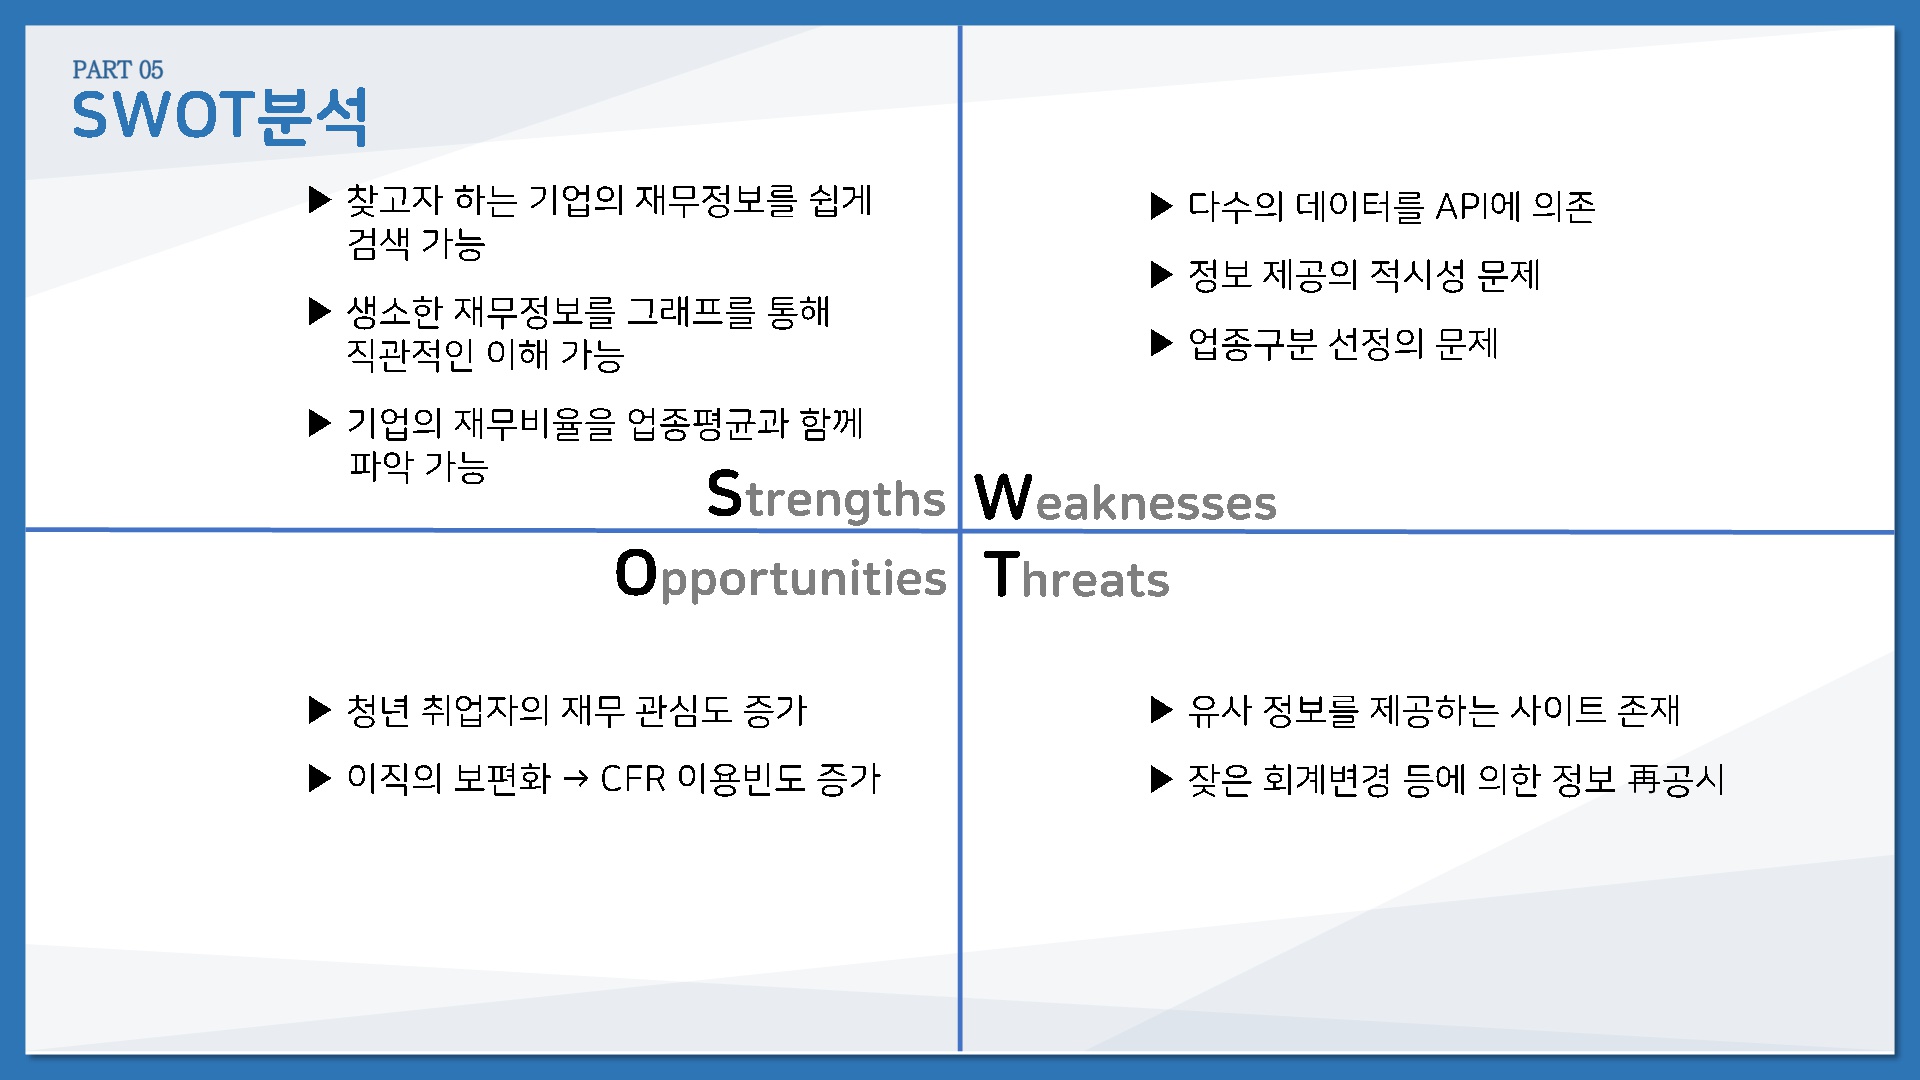 PART 05
SWOT분석
▶ 찾고자 하는 기업의 재무정보를 쉽게
검색 가능
▶ 생소한 재무정보를 그래프를 통해
직관적인 이해 가능
▶ 기업의 재무비율을 업종평균과 함께
파악 가능
Strengths
▶ 다수의 데이터를 API에 의존
▶ 정보 제공의 적시성 문제
▶ 업종구분 선정의 문제
Weaknesses
Opportunities
▶ 청년 취업자의 재무 관심도 증가
▶ 이직의 보편화 → CFR 이용빈도 증가
Threats
▶ 유사 정보를 제공하는 사이트 존재
▶ 잦은 회계변경 등에 의한 정보 再공시